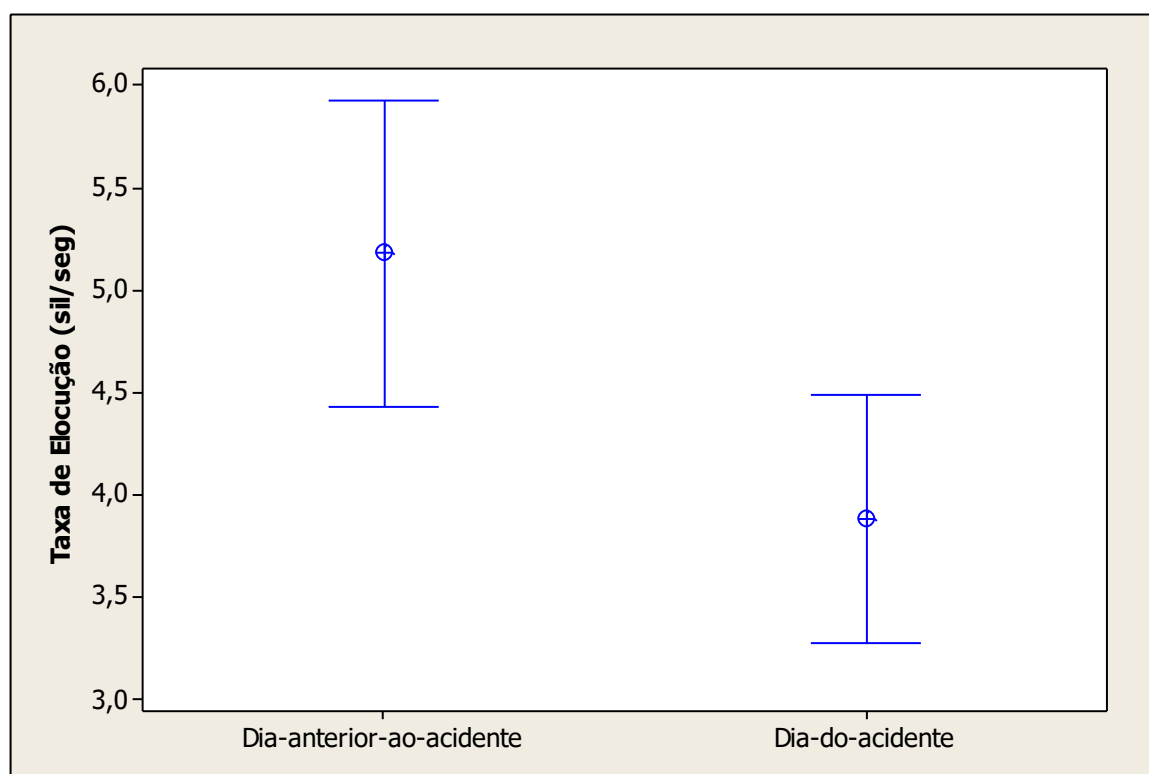 6,0
5,5
5,0
4,5
4,0
3,5
3,0
Taxa de Elocução (sil/seg)
Dia-anterior-ao-acidente
Dia-do-acidente